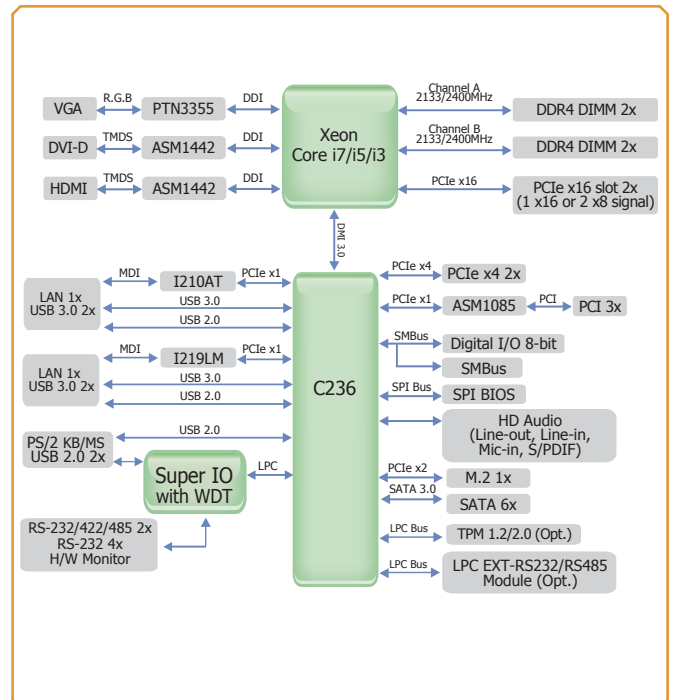 VGA
R.G.B
PTN3355
DDI
DVI-D
TMDS
ASM1442
DDI
HDMI
TMDS
ASM1442
DDI
Xeon
Core i7/i5/i3
Channel A
2133/2400MHz
DDR4 DIMM 2x
Channel B
2133/2400MHz
DDR4 DIMM 2x
PCIe x16
PCIe x16 slot 2x
(1 x16 or 2 x8 signal)
DMI 3.0
LAN 1x
USB 3.0 2x
MDI
I210AT
PCIe x1
USB 3.0
USB 2.0
LAN 1x
USB 3.0 2x
MDI
I219LM
PCIe x1
USB 3.0
USB 2.0
PS/2 KB/MS
USB 2.0 2x
USB 2.0
Super IO
with WDT
LPC
RS-232/422/485 2x
RS-232 4x
H/W Monitor
C236
PCIe x4
PCIe x4 2x
PCIe x1
ASM1085
PCI
PCI 3x
SMBus
Digital I/O 8-bit
SMBus
SPI Bus
SPI BIOS
HD Audio
(Line-out, Line-in,
Mic-in, S/PDIF)
PCIe x2
M.2 1x
SATA 3.0
SATA 6x
LPC Bus
TPM 1.2/2.0 (Opt.)
LPC Bus
LPC EXT-RS232/RS485
Module (Opt.)